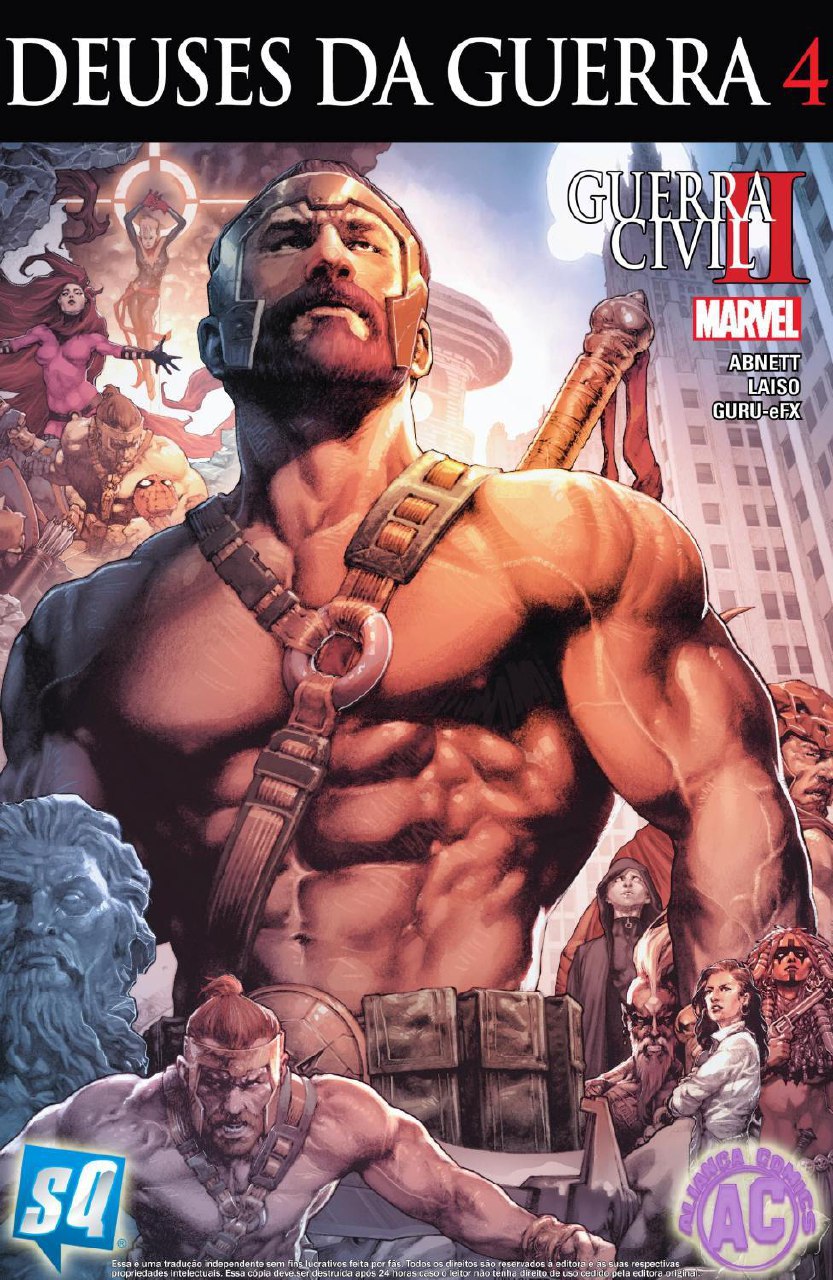 DEUSES DA GUERRA 4
GUERRA
CIVIL II
MARVEL
ABNETT
LAISO
GURU-eFX
SQ
®
ALIANÇA COMICS
AC
Essa e uma tradução independente sem fins lucrativos feita por fãs. Todos os direitos são reservados a editora e as suas respectivas
propriedades intelectuais. Essa cópia deve ser destruida após 24 horas caso o leitor não tenha direito de uso cedido pela editora original.